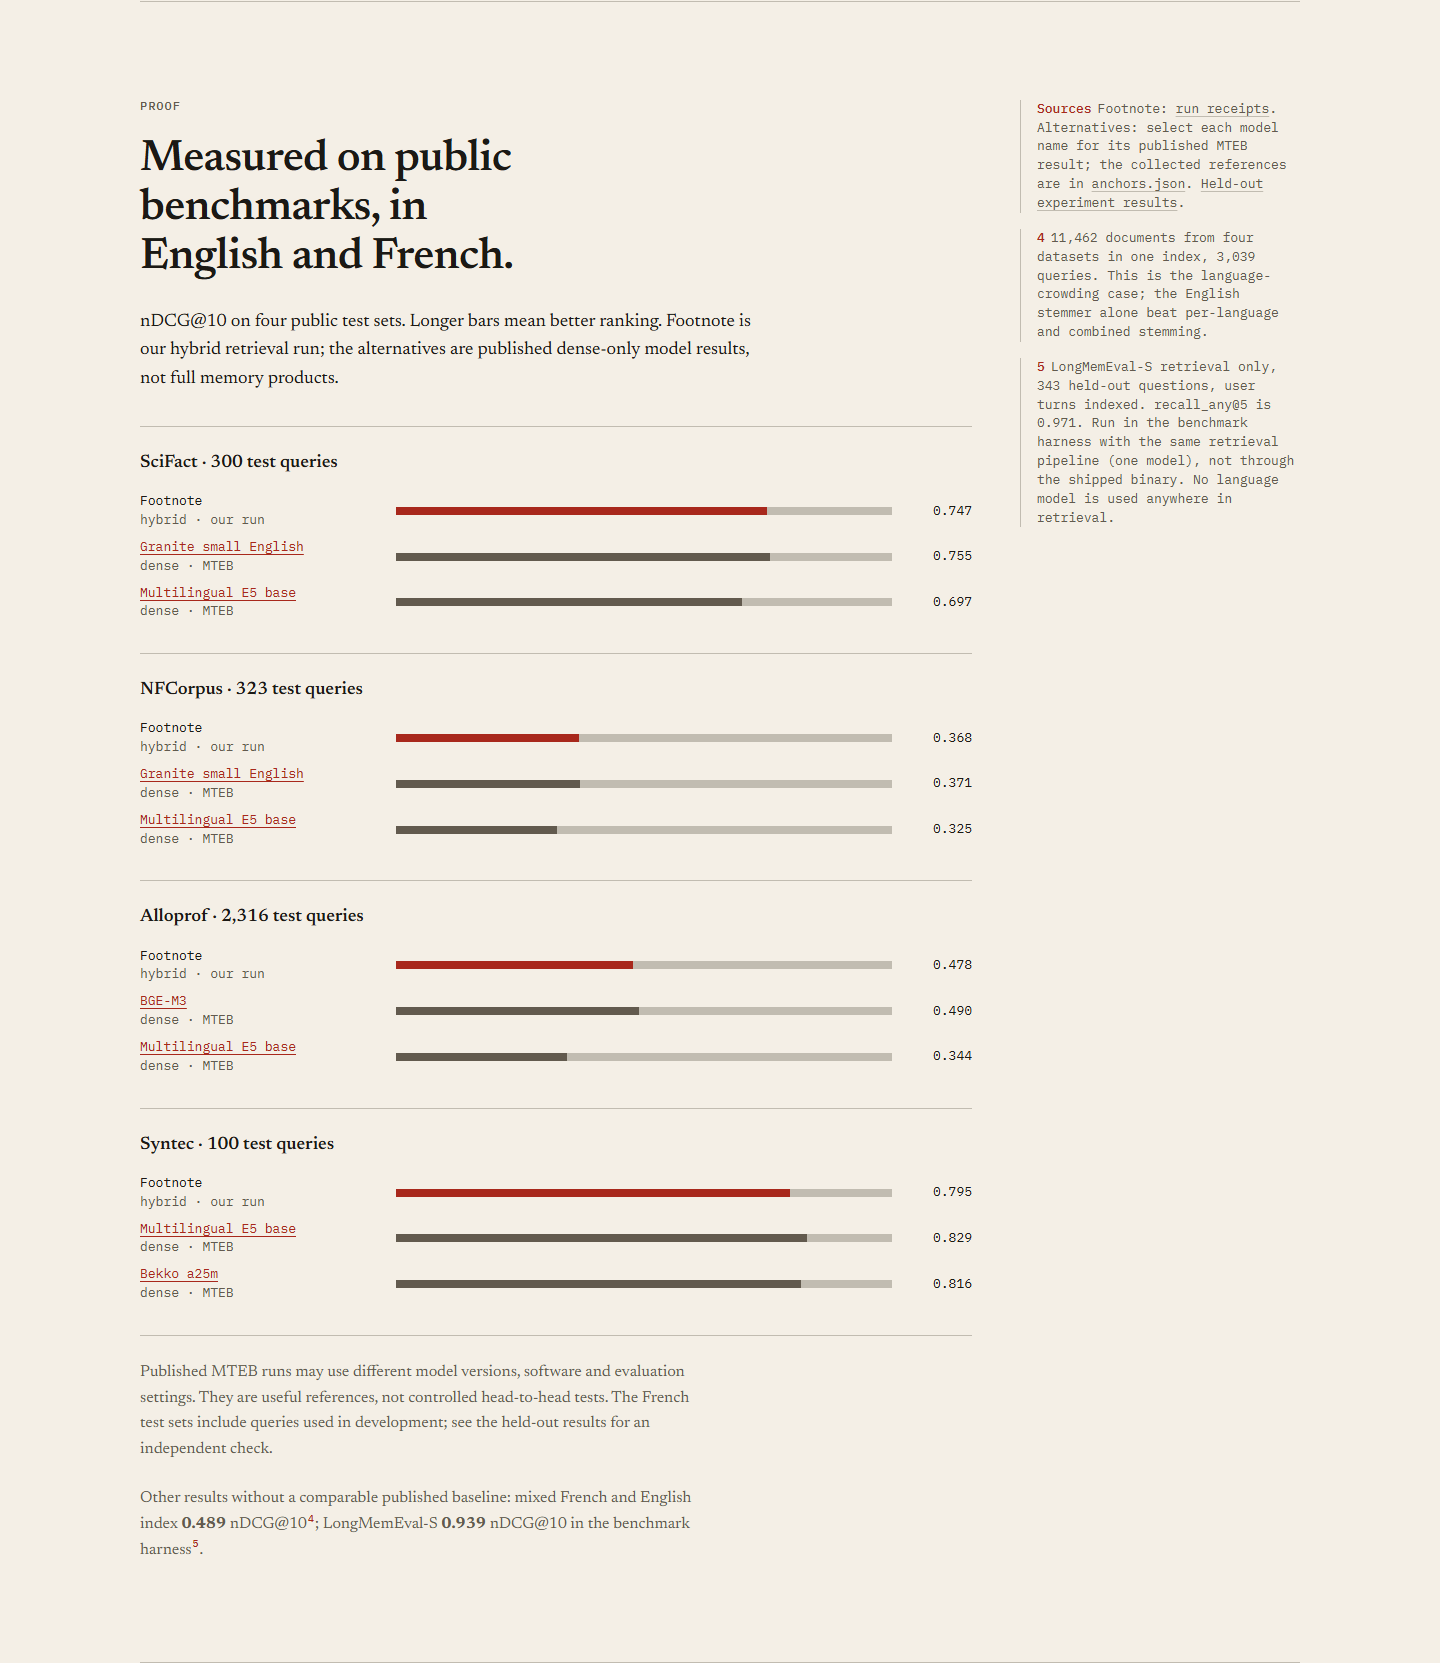 PROOF
Measured on public
benchmarks, in
English and French.
nDCG@10 on four public test sets. Longer bars mean better ranking. Footnote is
our hybrid retrieval run; the alternatives are published dense-only model results,
not full memory products.
SciFact · 300 test queries
Footnote
hybrid · our run
0.747
Granite small English
dense · MTEB
0.755
Multilingual E5 base
dense · MTEB
0.697
NFCorpus · 323 test queries
Footnote
hybrid · our run
0.368
Granite small English
dense · MTEB
0.371
Multilingual E5 base
dense · MTEB
0.325
Alloprof · 2,316 test queries
Footnote
hybrid · our run
0.478
BGE-M3
dense · MTEB
0.490
Multilingual E5 base
dense · MTEB
0.344
Syntec · 100 test queries
Footnote
hybrid · our run
0.795
Multilingual E5 base
dense · MTEB
0.829
Bekko a25m
dense · MTEB
0.816
Published MTEB runs may use different model versions, software and evaluation
settings. They are useful references, not controlled head-to-head tests. The French
test sets include queries used in development; see the held-out results for an
independent check.
Other results without a comparable published baseline: mixed French and English
index 0.489 nDCG@10⁴; LongMemEval-S 0.939 nDCG@10 in the benchmark
harness⁵.
Sources Footnote: run receipts.
Alternatives: select each model
name for its published MTEB
result; the collected references
are in anchors.json. Held-out
experiment results.
4 11,462 documents from four
datasets in one index, 3,039
queries. This is the language-
crowding case; the English
stemmer alone beat per-language
and combined stemming.
5 LongMemEval-S retrieval only,
343 held-out questions, user
turns indexed. recall_any@5 is
0.971. Run in the benchmark
harness with the same retrieval
pipeline (one model), not through
the shipped binary. No language
model is used anywhere in
retrieval.